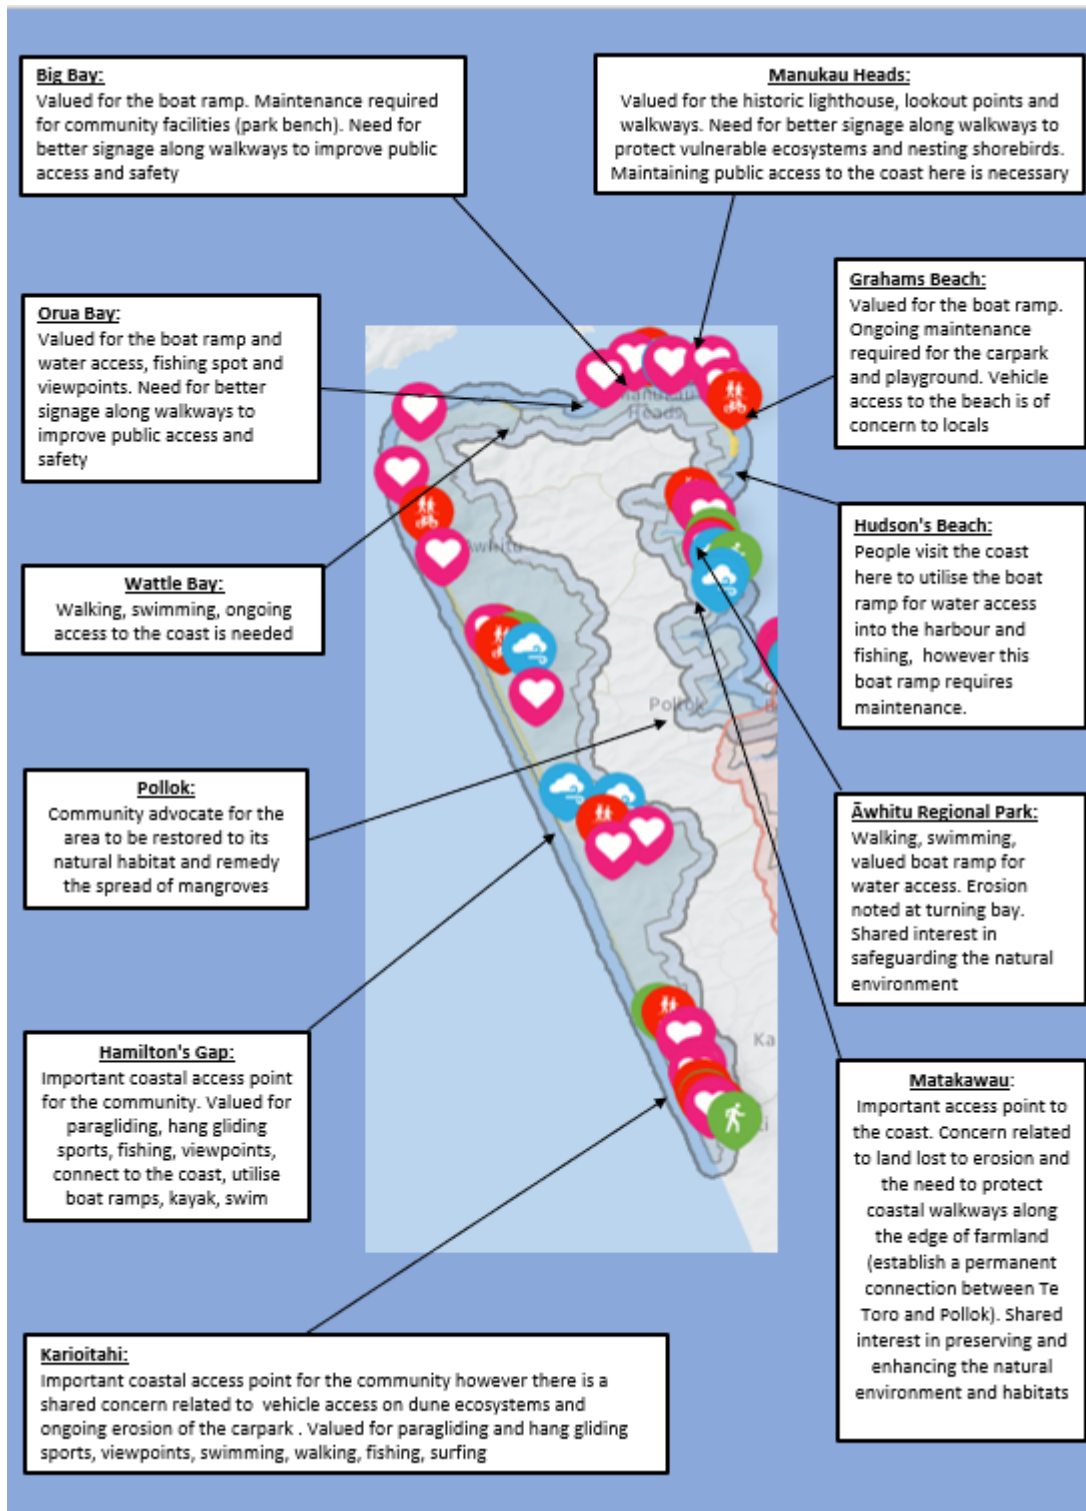 Big Bay:
Valued for the boat ramp. Maintenance required
for community facilities (park bench). Need for
better signage along walkways to improve public
access and safety
Manukau Heads:
Valued for the historic lighthouse, lookout points and
walkways. Need for better signage along walkways to
protect vulnerable ecosystems and nesting shorebirds.
Maintaining public access to the coast here is necessary
Orua Bay:
Valued for the boat ramp and
water access, fishing spot and
viewpoints. Need for better
signage along walkways to
improve public access and
safety
Grahams Beach:
Valued for the boat ramp.
Ongoing maintenance
required for the carpark
and playground. Vehicle
access to the beach is of
concern to locals
Manukau
Heads
Hudson's Beach:
People visit the coast
here to utilise the boat
ramp for water access
into the harbour and
fishing,  however this
boat ramp requires
maintenance.
Awhitu
Wattle Bay:
Walking, swimming, ongoing
access to the coast is needed
Pollok
Pollok:
Community advocate for the
area to be restored to its
natural habitat and remedy
the spread of mangroves
Āwhitu Regional Park:
Walking, swimming,
valued boat ramp for
water access. Erosion
noted at turning bay.
Shared interest in
safeguarding the natural
environment
Hamilton's Gap:
Important coastal access point
for the community. Valued for
paragliding, hang gliding
sports, fishing, viewpoints,
connect to the coast, utilise
boat ramps, kayak, swim
Ka
Matakawau:
Important access point to
the coast. Concern related
to land lost to erosion and
the need to protect
coastal walkways along
the edge of farmland
(establish a permanent
connection between Te
Toro and Pollok). Shared
interest in preserving and
enhancing the natural
environment and habitats
Karioitahi:
Important coastal access point for the community however there is a
shared concern related to  vehicle access on dune ecosystems and
ongoing erosion of the carpark . Valued for paragliding and hang gliding
sports, viewpoints, swimming, walking, fishing, surfing